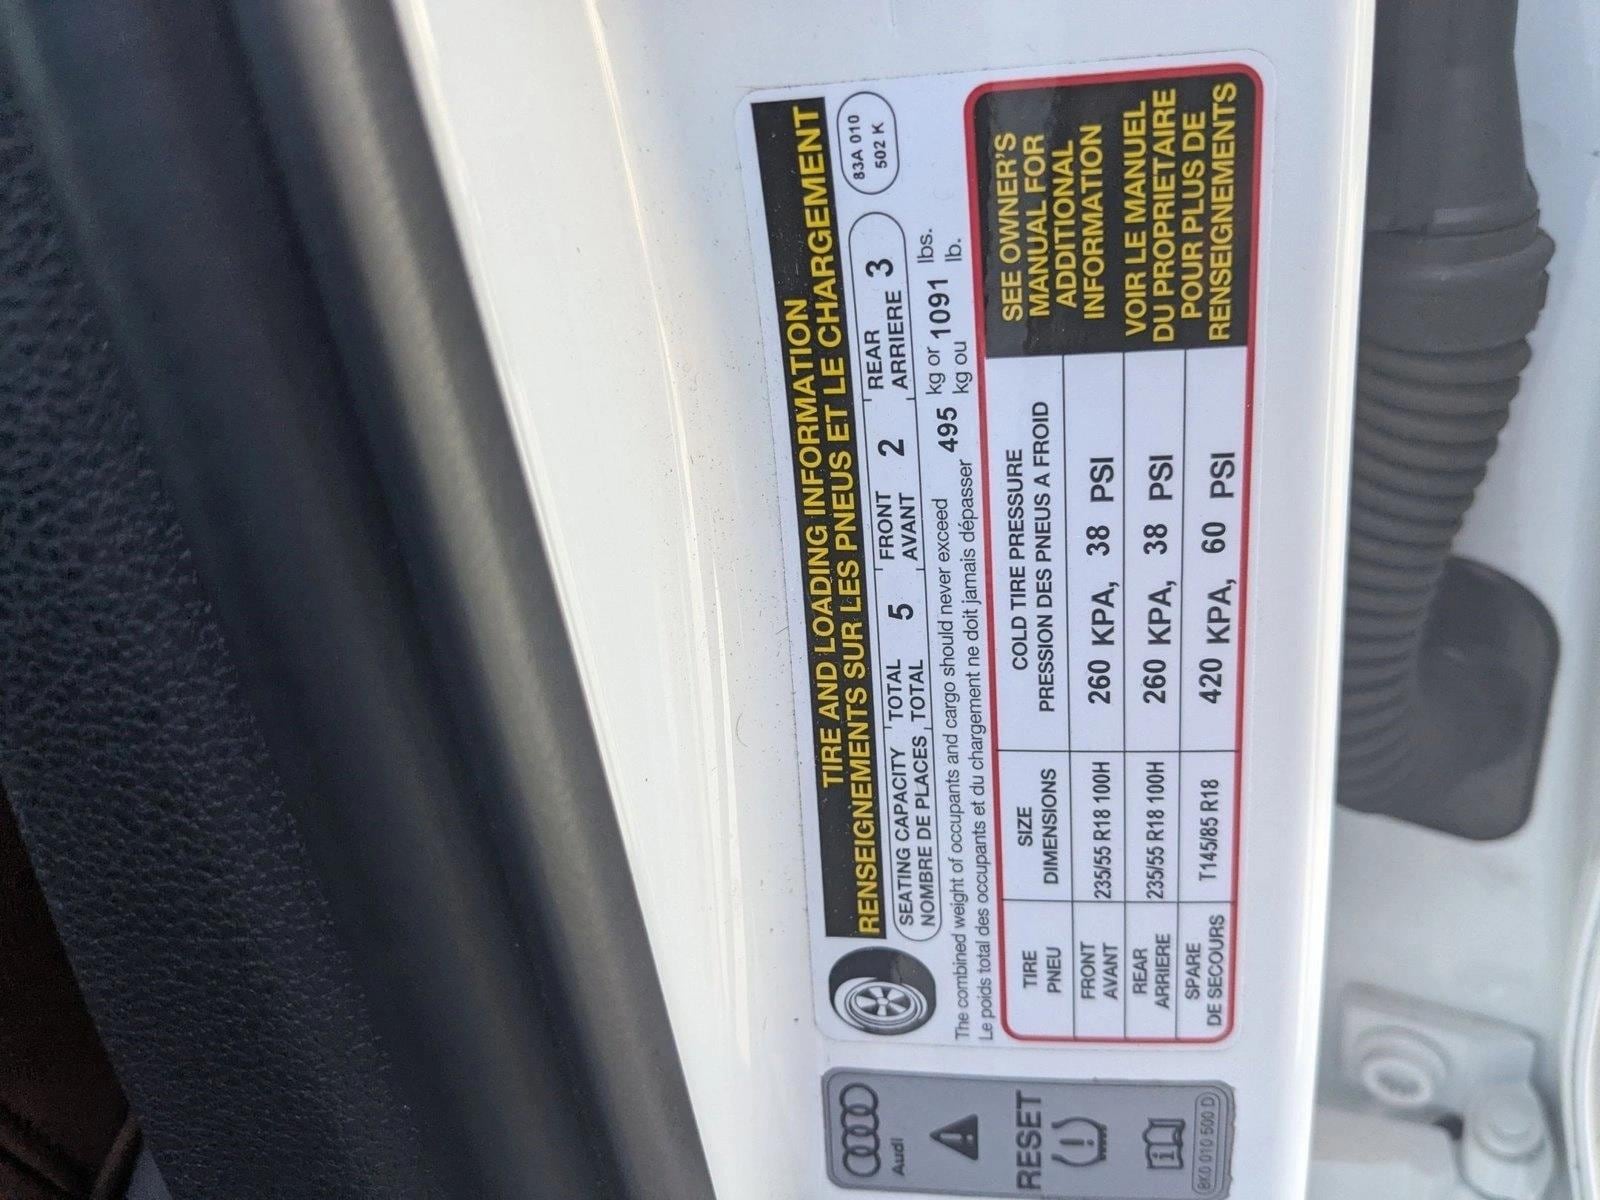 TIRE AND LOADING INFORMATION
RENSEIGNEMENTS SUR LES PNEUS ET LE CHARGEMENT
SEATING CAPACITY TOTAL 5 FRONT 2 REAR 3
NOMBRE DE PLACES TOTAL AVANT ARRIERE
83A 010
502 K
The combined weight of occupants and cargo should never exceed 495 kg or 1091 lbs.
Le poids total des occupants et du chargement ne doit jamais dépasser kg ou lb.
TIRE SIZE COLD TIRE PRESSURE
PNEU DIMENSIONS PRESSION DES PNEUS A FROID
FRONT
AVANT 235/55 R18 100H 260 KPA, 38 PSI
REAR
ARRIERE 235/55 R18 100H 260 KPA, 38 PSI
SPARE
DE SECOURS T145/85 R18 420 KPA, 60 PSI
SEE OWNER'S
MANUAL FOR
ADDITIONAL
INFORMATION
VOIR LE MANUEL
DU PROPRIETAIRE
POUR PLUS DE
RENSEIGNEMENTS
Audi
RESET
8K0 010 500 D